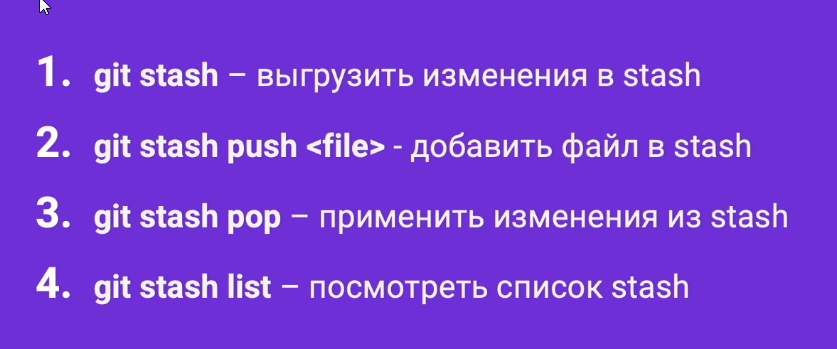 1. git stash – выгрузить изменения в stash
2. git stash push <file> - добавить файл в stash
3. git stash pop – применить изменения из stash
4. git stash list – посмотреть список stash